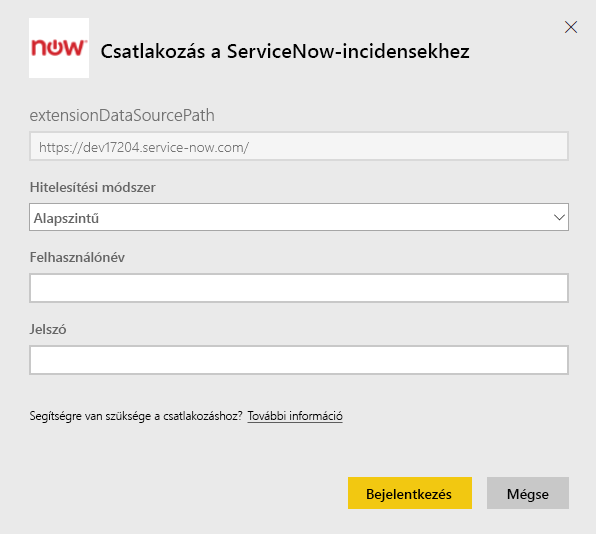 now
Csatlakozás a ServiceNow-incidensekhez
extensionDataSourcePath
https://dev17204.service-now.com/
Hitelesítési módszer
Alapszintű
Felhasználónév
Jelszó
Segítségre van szüksége a csatlakozáshoz? További információ
Bejelentkezés Mégse